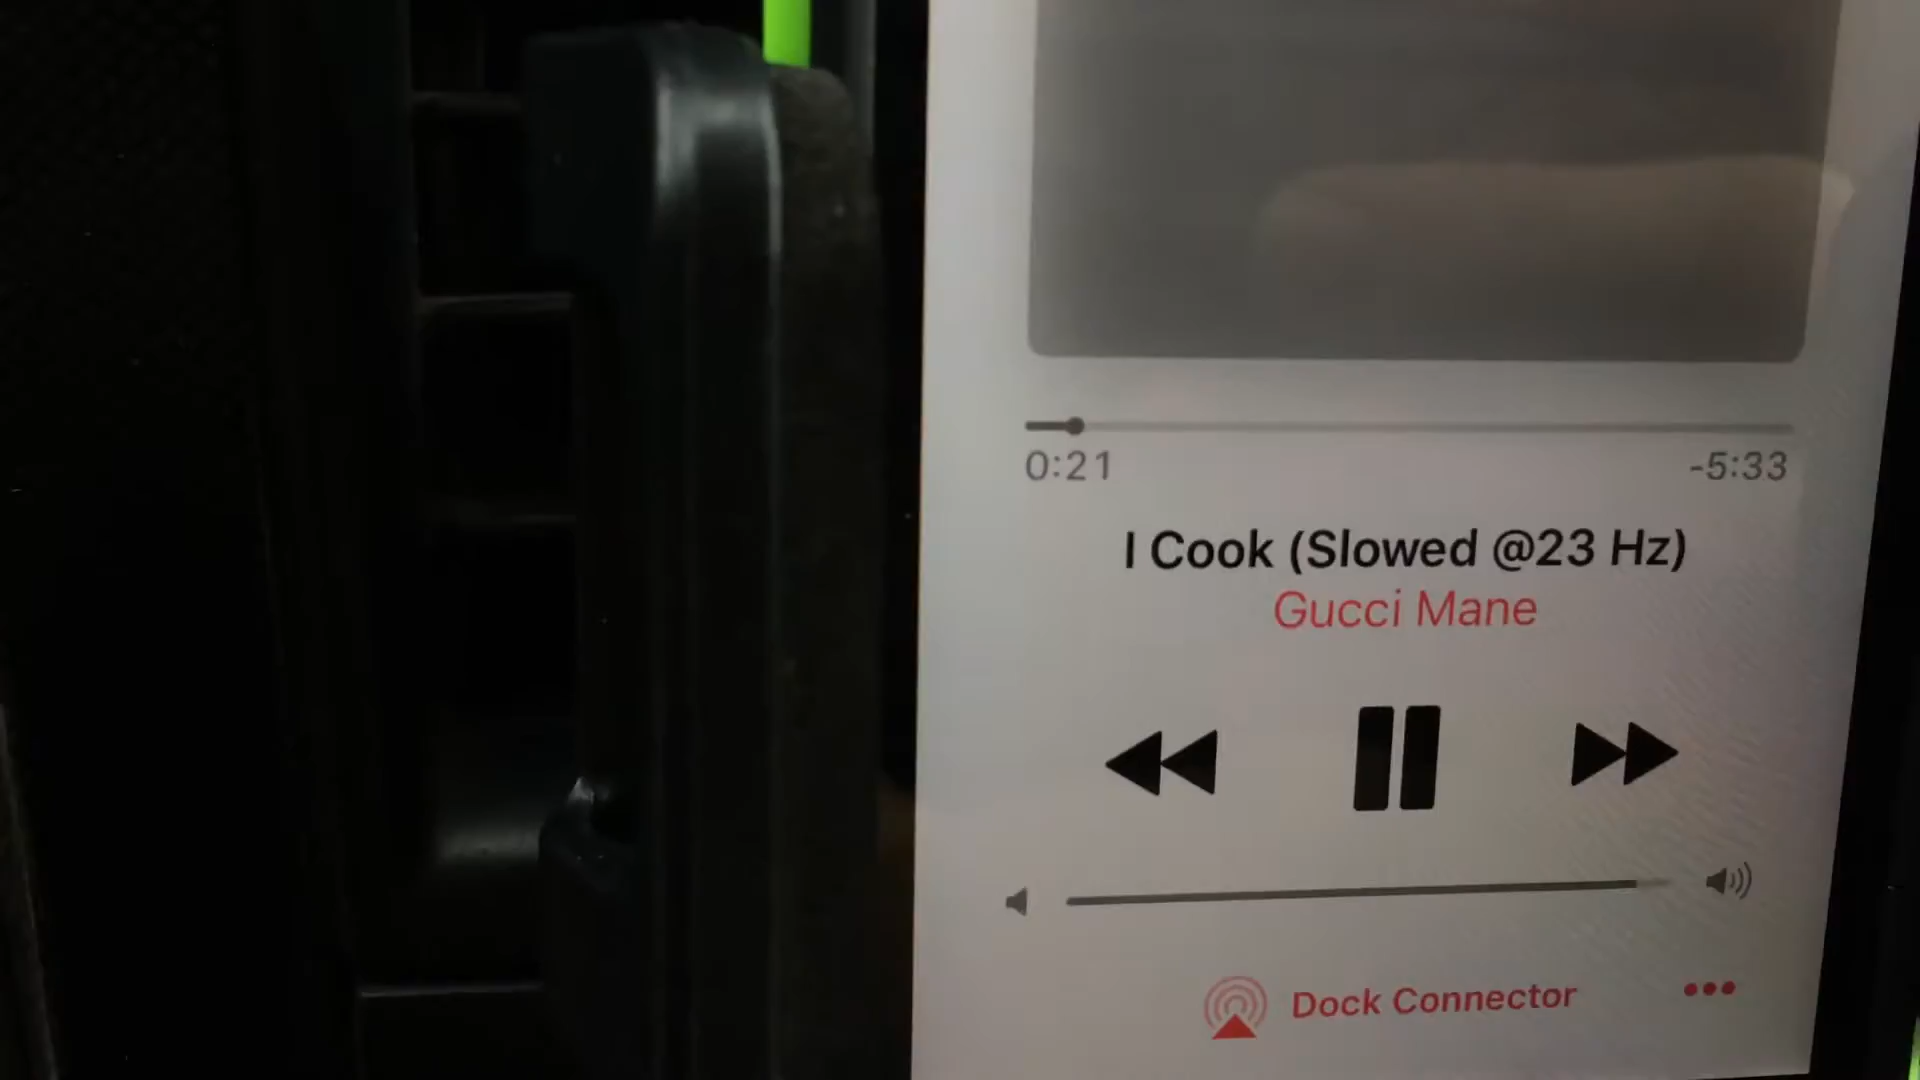 0:21
-5:33
I Cook (Slowed @23 Hz)
Gucci Mane
Dock Connector